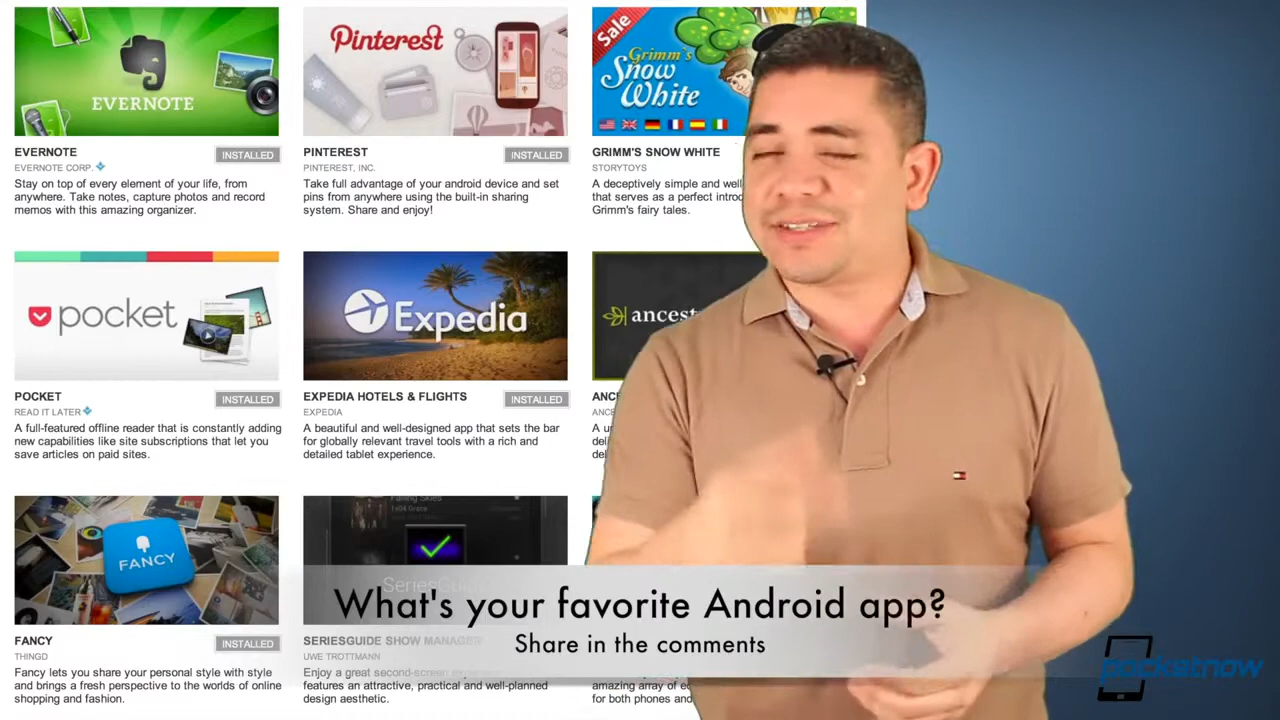 EVERNOTE
EVERNOTE
INSTALLED
EVERNOTE CORP.
Stay on top of every element of your life, from
anywhere. Take notes, capture photos and record
memos with this amazing organizer.
Pinterest
PINTEREST
INSTALLED
PINTEREST, INC.
Take full advantage of your android device and set
pins from anywhere using the built-in sharing
system. Share and enjoy!
Sale
Grimm's
Snow
White
GRIMM'S SNOW WHITE
STORYTOYS
A deceptively simple and well
that serves as a perfect
Grimm's fairy tales.
pocket
POCKET
INSTALLED
READ IT LATER
A full-featured offline reader that is constantly adding
new capabilities like site subscriptions that let you
save articles on paid sites.
Expedia
EXPEDIA HOTELS & FLIGHTS
INSTALLED
EXPEDIA
A beautiful and well-designed app that sets the bar
for globally relevant travel tools with a rich and
detailed tablet experience.
FANCY
FANCY
INSTALLED
THINGD
Fancy lets you share your personal style with style
and brings a fresh perspective to the worlds of online
shopping and fashion.
Falling Skies
1x04 Grace
SeriesGuide
SERIESGUIDE SHOW MANAGER
UWE TROTTMANN
Enjoy a great second-screen
features an attractive, practical and well-planned
design aesthetic.
amazing array of
for both phones and
What's your favorite Android app?
Share in the comments
pocketnow